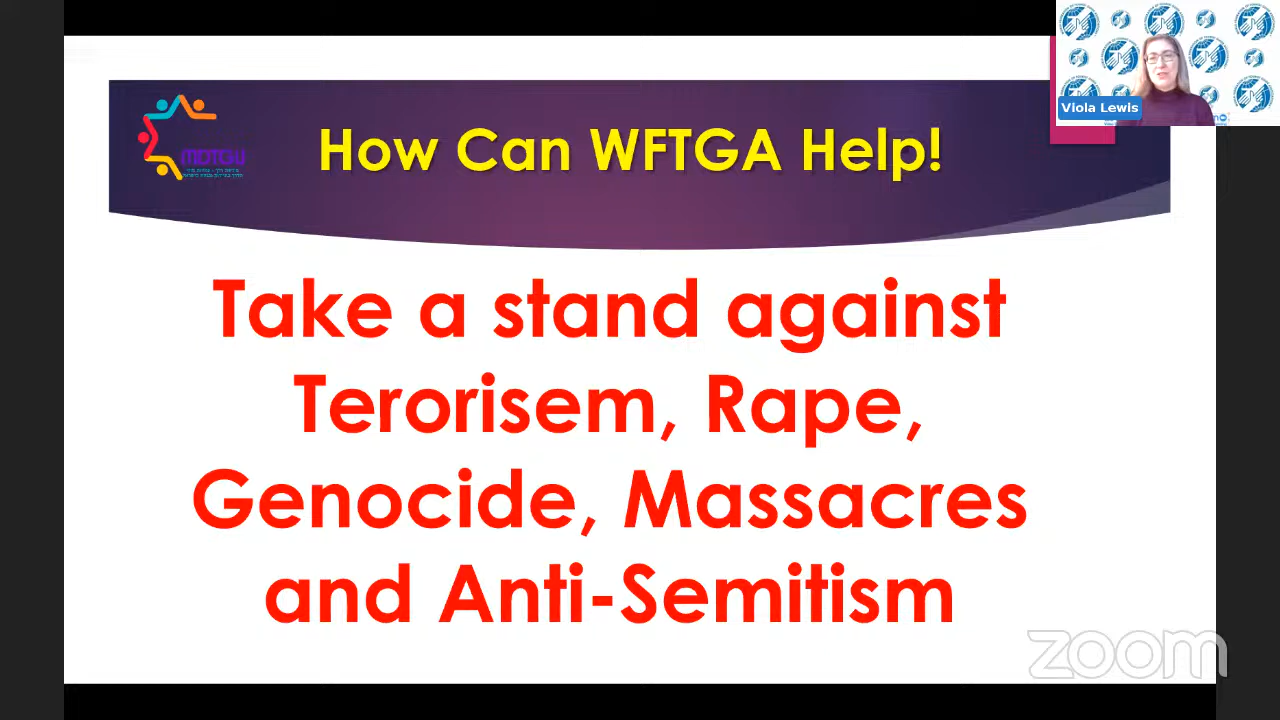 Viola Lewis
How Can WFTGA Help!
Take a stand against
Terorisem, Rape,
Genocide, Massacres
and Anti-Semitism
zoom